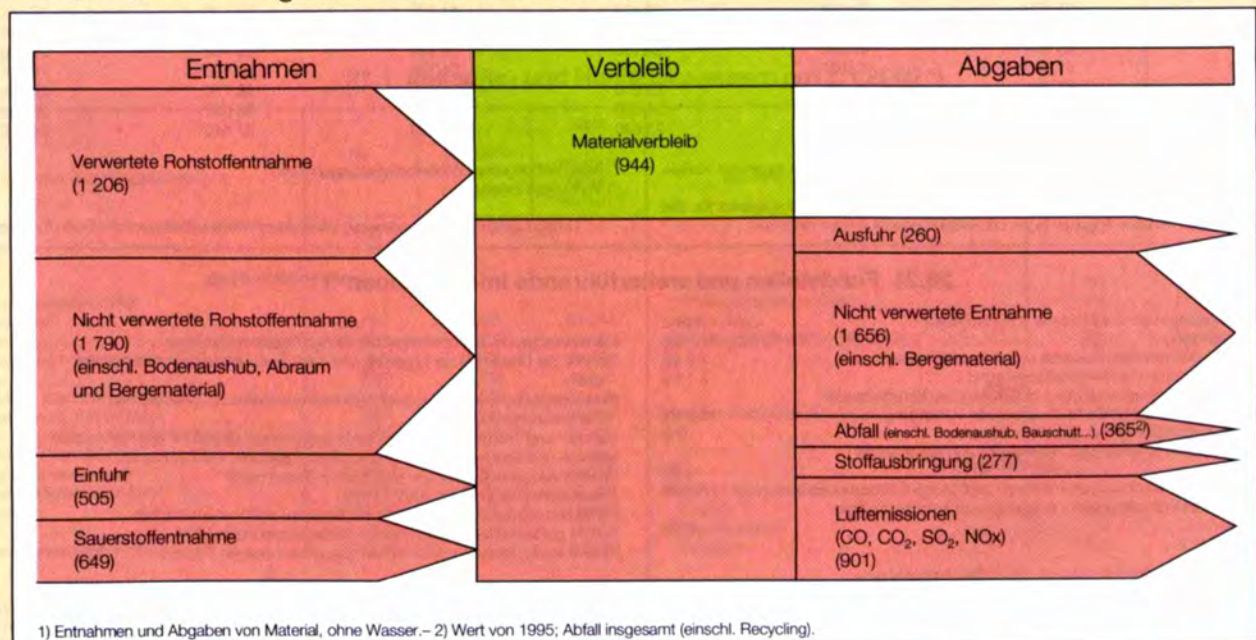 Entnahmen
Verbleib
Abgaben
Verwertete Rohstoffentnahme
(1 206)
Nicht verwertete Rohstoffentnahme
(1 790)
(einschl. Bodenaushub, Abraum
und Bergematerial)
Einfuhr
(505)
Sauerstoffentnahme
(649)
Materialverbleib
(944)
Ausfuhr (260)
Nicht verwertete Entnahme
(1 656)
(einschl. Bergematerial)
Abfall (einschl. Bodenaushub, Bauschutt...) (365²⁾)
Stoffausbringung (277)
Luftemissionen
(CO, CO₂, SO₂, NOx)
(901)
1) Entnahmen und Abgaben von Material, ohne Wasser.– 2) Wert von 1995; Abfall insgesamt (einschl. Recycling).